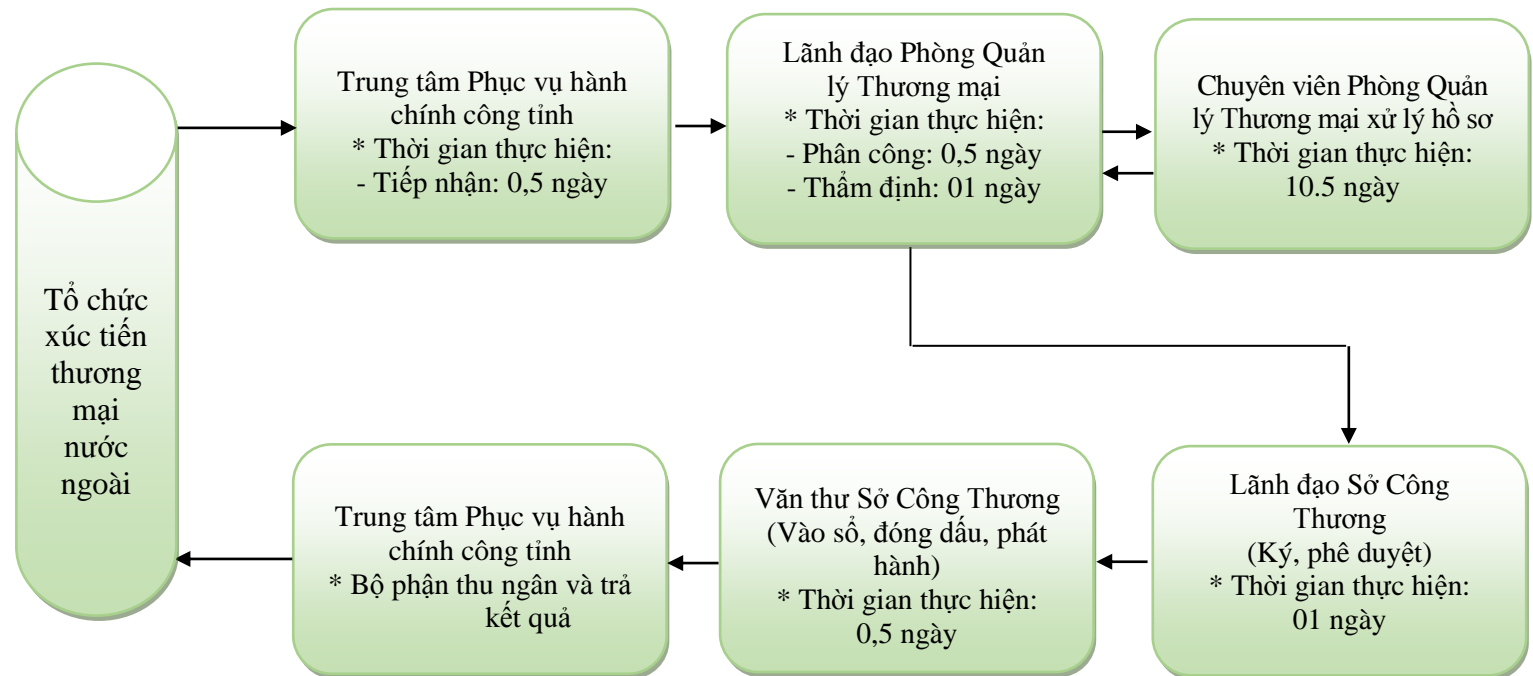 Tổ chức
xúc tiến
thương
mại
nước
ngoài
Trung tâm Phục vụ hành
chính công tỉnh
* Thời gian thực hiện:
- Tiếp nhận: 0,5 ngày
Lãnh đạo Phòng Quản
lý Thương mại
* Thời gian thực hiện:
- Phân công: 0,5 ngày
- Thẩm định: 01 ngày
Chuyên viên Phòng Quản
lý Thương mại xử lý hồ sơ
* Thời gian thực hiện:
10.5 ngày
Lãnh đạo Sở Công
Thương
(Ký, phê duyệt)
* Thời gian thực hiện:
01 ngày
Văn thư Sở Công Thương
(Vào sổ, đóng dấu, phát
hành)
* Thời gian thực hiện:
0,5 ngày
Trung tâm Phục vụ hành
chính công tỉnh
* Bộ phận thu ngân và trả
kết quả